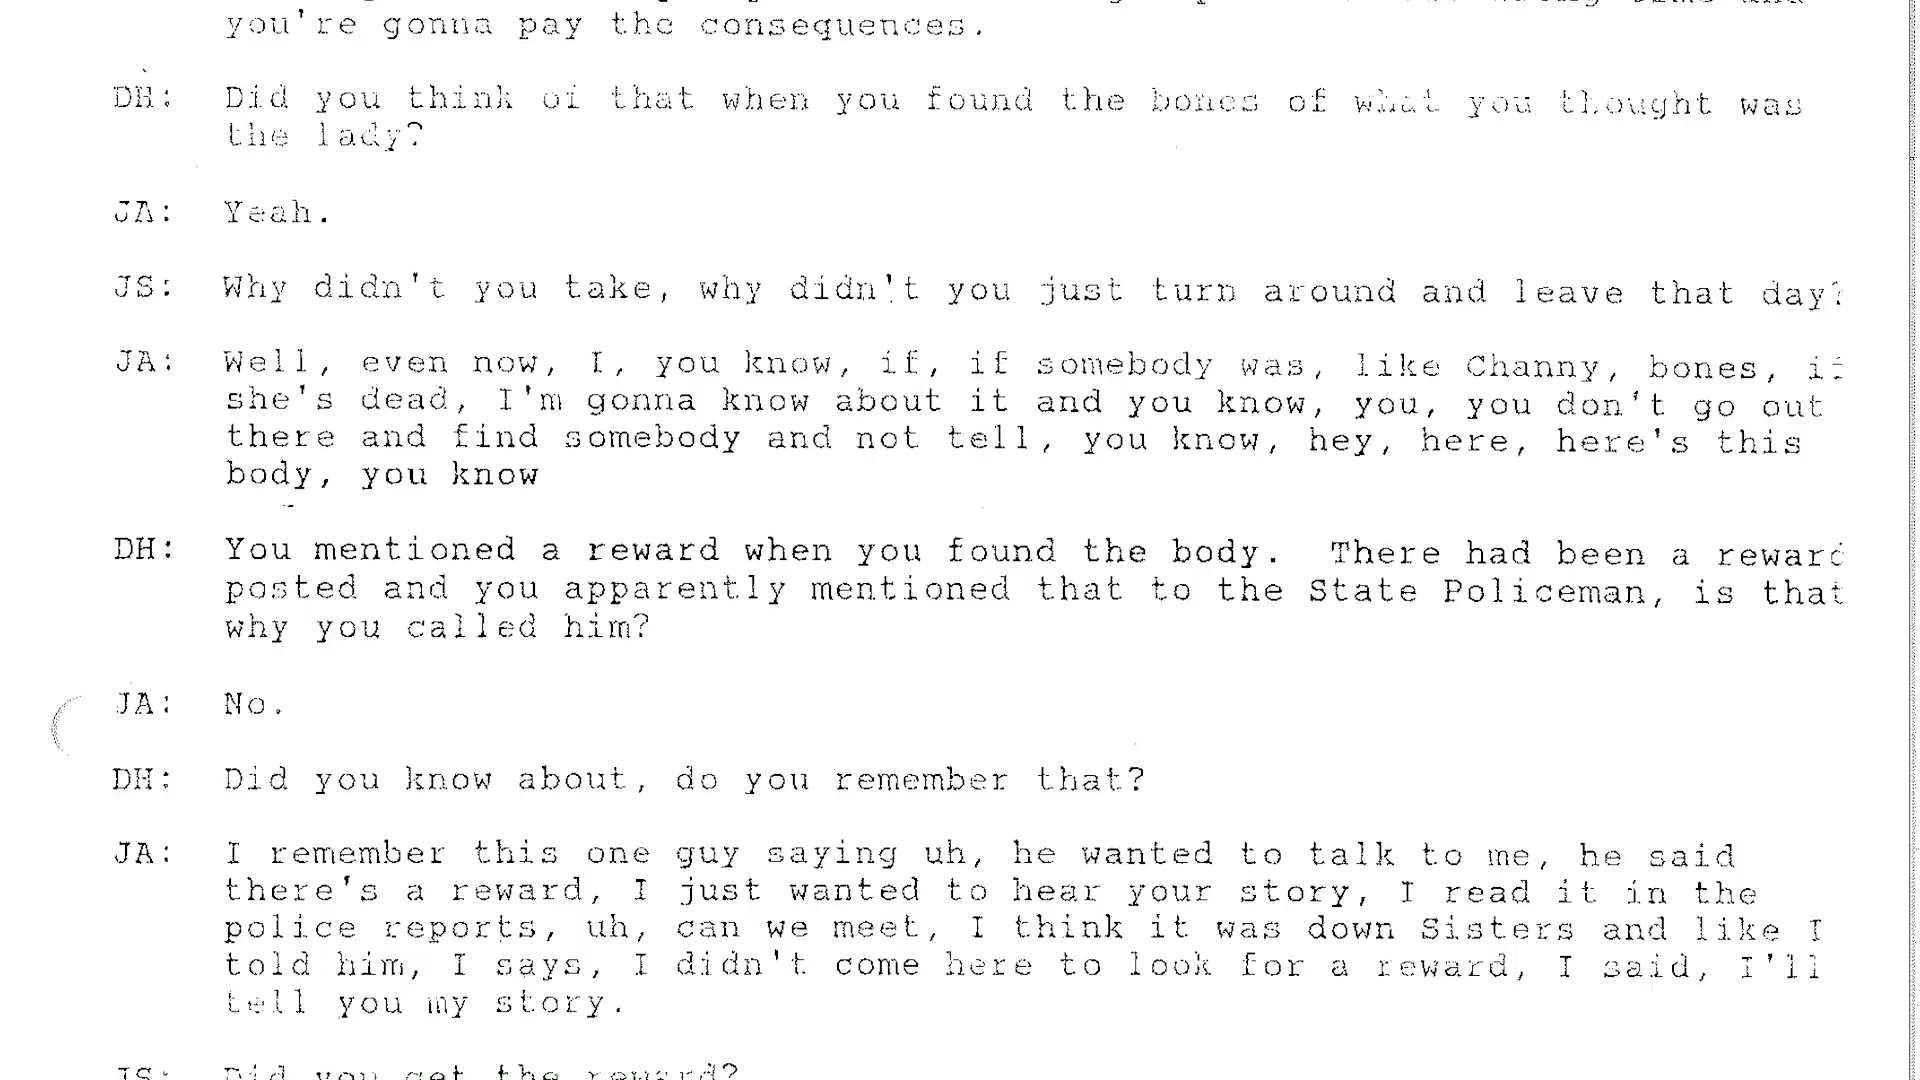 you're gonna pay the consequences.
DH: Did you think of that when you found the bones of what you thought was
the lady?
JA: Yeah.
JS: Why didn't you take, why didn't you just turn around and leave that day?
JA: Well, even now, I, you know, if, if somebody was, like Channy, bones, if
she's dead, I'm gonna know about it and you know, you, you don't go out
there and find somebody and not tell, you know, hey, here, here's this
body, you know
DH: You mentioned a reward when you found the body. There had been a reward
posted and you apparently mentioned that to the State Policeman, is that
why you called him?
JA: No.
DH: Did you know about, do you remember that?
JA: I remember this one guy saying uh, he wanted to talk to me, he said
there's a reward, I just wanted to hear your story, I read it in the
police reports, uh, can we meet, I think it was down Sisters and like I
told him, I says, I didn't come here to look for a reward, I said, I'll
tell you my story.
JS: Did you get the reward?